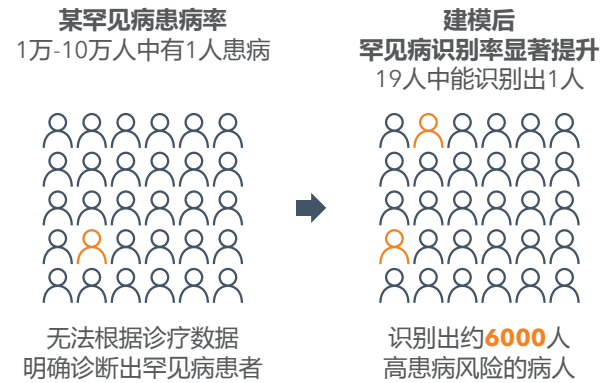 某罕见病患病率
1万-10万人中有1人患病
无法根据诊疗数据
明确诊断出罕见病患者
建模后
罕见病识别率显著提升
19人中能识别出1人
识别出约6000人
高患病风险的病人